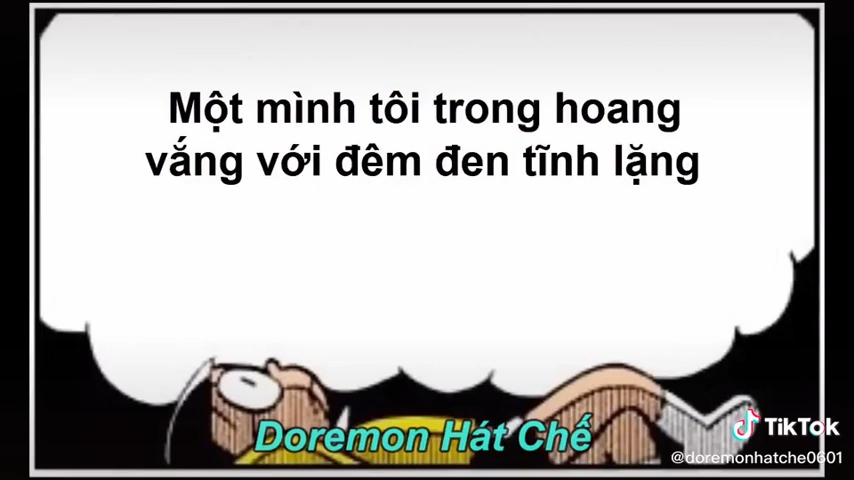 Một mình tôi trong hoang
vắng với đêm đen tĩnh lặng
Doremon Hát Chế
TikTok
@doremonhatche0601